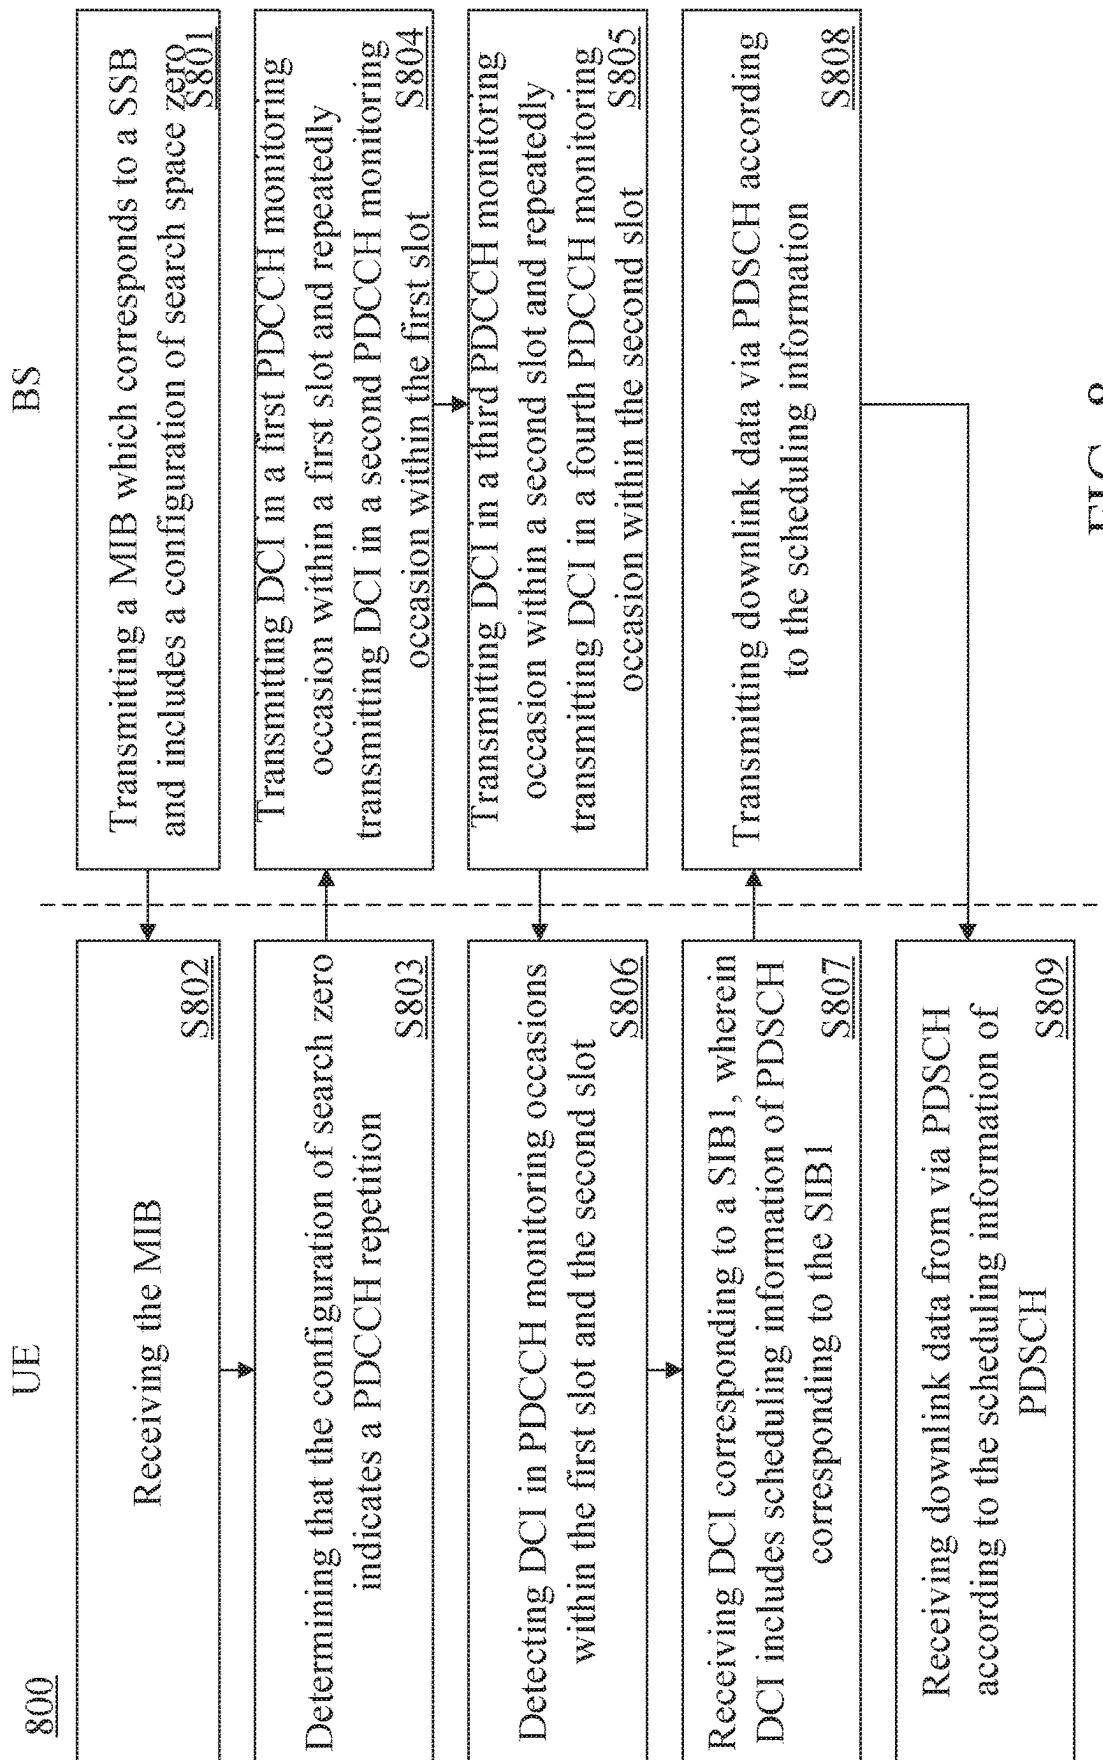 800
UE
BS
Receiving the MIB
S802
Transmitting a MIB which corresponds to a SSB
and includes a configuration of search space zero
S801
Determining that the configuration of search zero
indicates a PDCCH repetition
S803
Transmitting DCI in a first PDCCH monitoring
occasion within a first slot and repeatedly
transmitting DCI in a second PDCCH monitoring
occasion within the first slot
S804
Detecting DCI in PDCCH monitoring occasions
within the first slot and the second slot
S806
Transmitting DCI in a third PDCCH monitoring
occasion within a second slot and repeatedly
transmitting DCI in a fourth PDCCH monitoring
occasion within the second slot
S805
Receiving DCI corresponding to a SIB1, wherein
DCI includes scheduling information of PDSCH
corresponding to the SIB1
S807
Transmitting downlink data via PDSCH according
to the scheduling information
S808
Receiving downlink data from via PDSCH
according to the scheduling information of
PDSCH
S809
FIG. 8